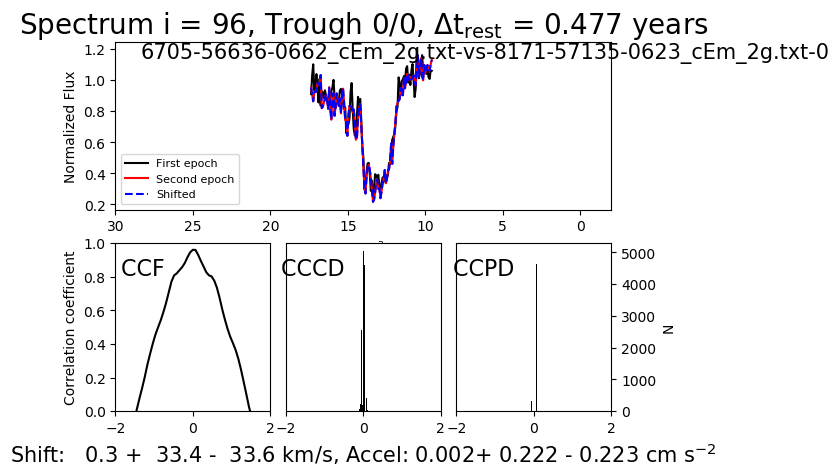 Spectrum i = 96, Trough 0/0, Δt_rest = 0.477 years
6705-56636-0662_cEm_2g.txt-vs-8171-57135-0623_cEm_2g.txt-0
Normalized Flux
1.2
1.0
0.8
0.6
0.4
0.2
First epoch
Second epoch
Shifted
30 25 20 15 10 5 0
Correlation coefficient
1.0
0.8
0.6
0.4
0.2
0.0
CCF
CCCD
CCPD
5000
4000
3000
2000
1000
0
N
−2 0 2
−2 0 2
−2 0 2
Shift: 0.3 + 33.4 - 33.6 km/s, Accel: 0.002+ 0.222 - 0.223 cm s⁻²